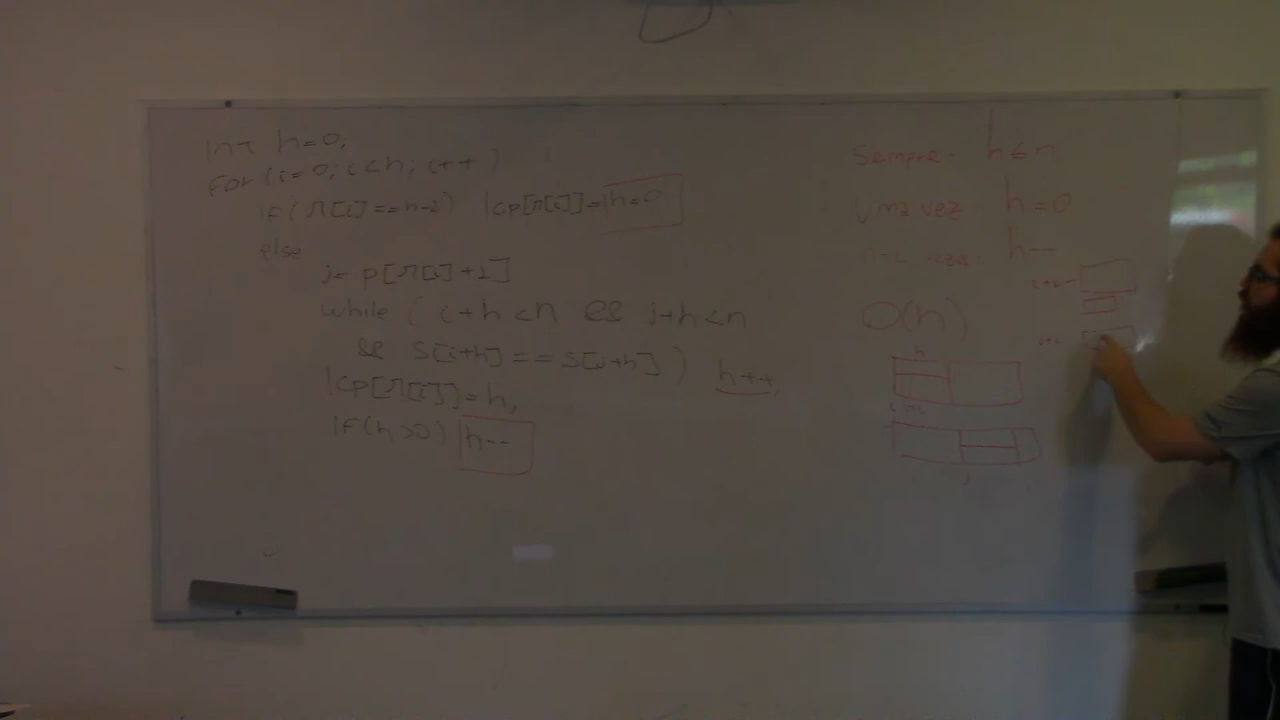 int h=0;
for (i=0; i<n; i++)
if (r[i]==n-1) lcp[r[i]]=h=0
else
j= p[r[i]+1]
while ( i+h <n && j+h<n
&& s[i+h] == s[j+h] ) h++;
lcp[r[i]]=h;
if(h>0) h--
Sempre h≤n
Uma vez h=0
h--
O(n)
h